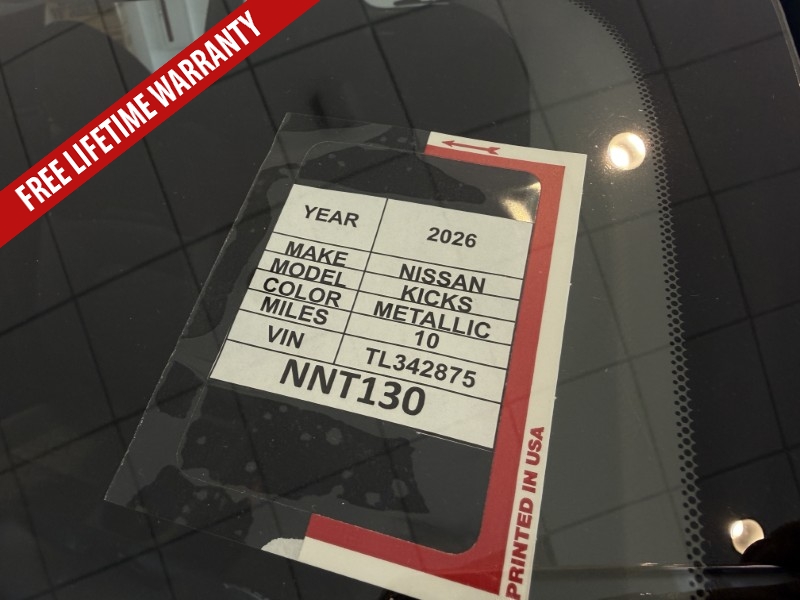 FREE LIFETIME WARRANTY
YEAR 2026
MAKE NISSAN
MODEL KICKS
COLOR METALLIC
MILES 10
VIN TL342875
NNT130
PRINTED IN USA